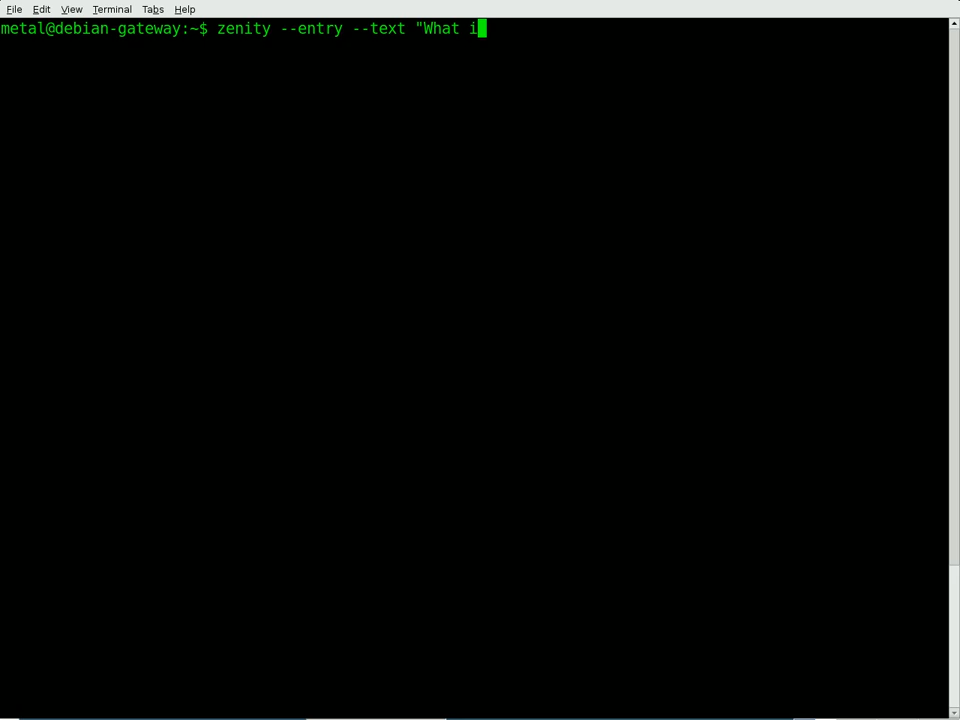 File Edit View Terminal Tabs Help
metal@debian-gateway:~$ zenity --entry --text "What i